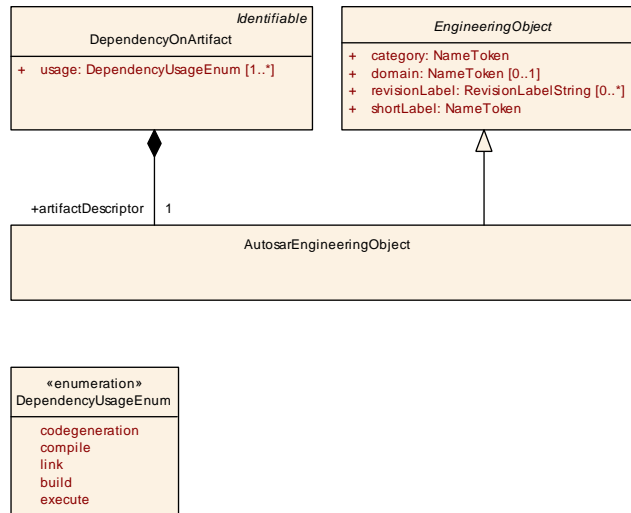 Identifiable
DependencyOnArtifact
+ usage: DependencyUsageEnum [1..*]
EngineeringObject
+ category: NameToken
+ domain: NameToken [0..1]
+ revisionLabel: RevisionLabelString [0..*]
+ shortLabel: NameToken
+artifactDescriptor 1
AutosarEngineeringObject
«enumeration»
DependencyUsageEnum
codegeneration
compile
link
build
execute